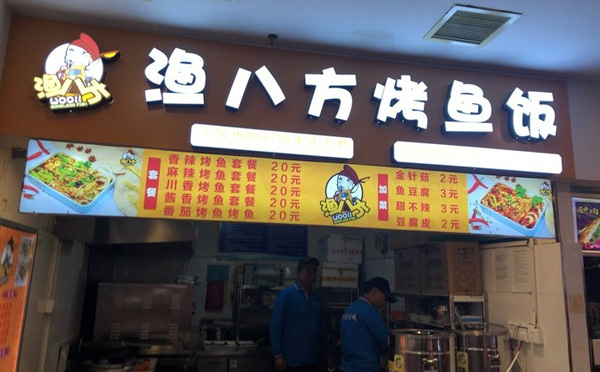 渔八方烤鱼饭
渔八方
WOOII
套餐
香辣烤鱼套餐 20元
麻辣烤鱼套餐 20元
川香烤鱼套餐 20元
酱香烤鱼套餐 20元
番茄烤鱼烤鱼 20元
渔八方
WOOII
加菜
金针菇 2元
鱼豆腐 3元
甜不辣 3元
豆腐皮 2元